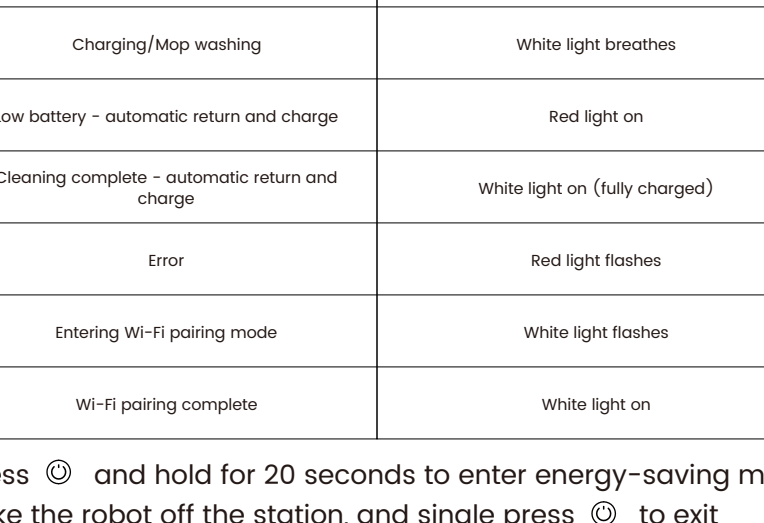 Charging/Mop washing White light breathes
battery - automatic return and charge Red light on
Cleaning complete - automatic return and
charge White light on (fully charged)
Error Red light flashes
Entering Wi-Fi pairing mode White light flashes
Wi-Fi pairing complete White light on
and hold for 20 seconds to enter energy-saving
the robot off the station, and single press to exit